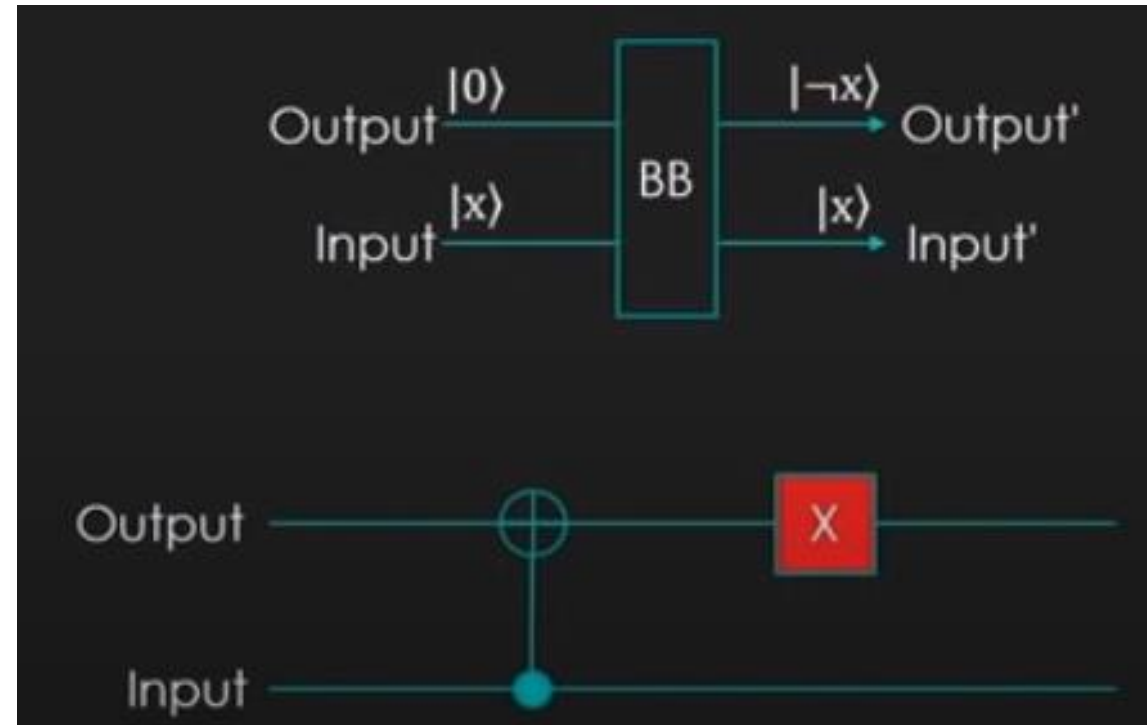 |0⟩ |¬x⟩
Output Output'
BB
|x⟩ |x⟩
Input Input'
Output X
Input